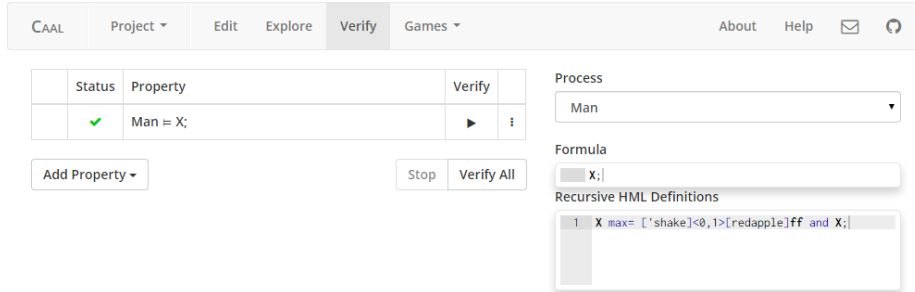 CAAL Project Edit Explore Verify Games About Help
Status Property Verify
Man ⊨ X;
Add Property Stop Verify All
Process
Man
Formula
X;
Recursive HML Definitions
1 X max= ['shake]<0,1>[redapple]ff and X;